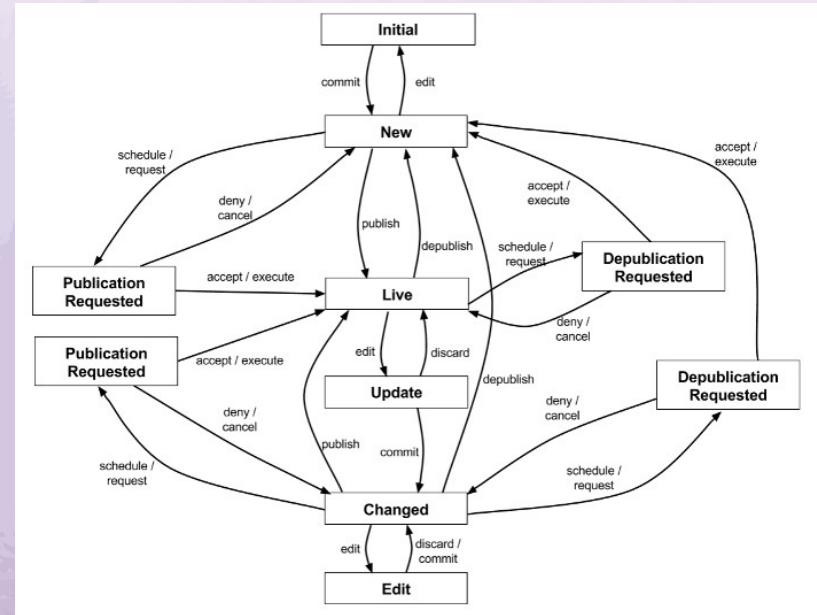 Initial
commit
edit
New
schedule /
request
deny /
cancel
publish
depublish
accept /
execute
accept /
execute
schedule /
request
Depublication
Requested
Publication
Requested
accept / execute
Live
deny /
cancel
Publication
Requested
accept / execute
edit
discard
depublish
Update
Depublication
Requested
deny /
cancel
publish
commit
deny /
cancel
schedule /
request
schedule /
request
Changed
edit
discard /
commit
Edit